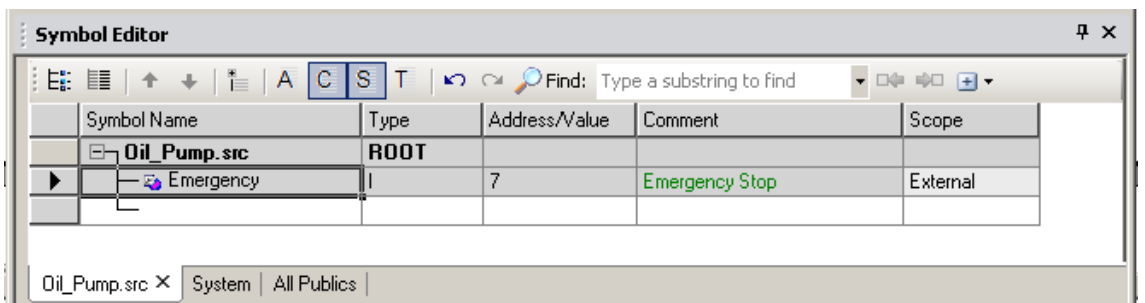 Symbol Editor
A C S T Find: Type a substring to find
Symbol Name Type Address/Value Comment Scope
Oil_Pump.src ROOT
Emergency I 7 Emergency Stop External
Oil_Pump.src System All Publics